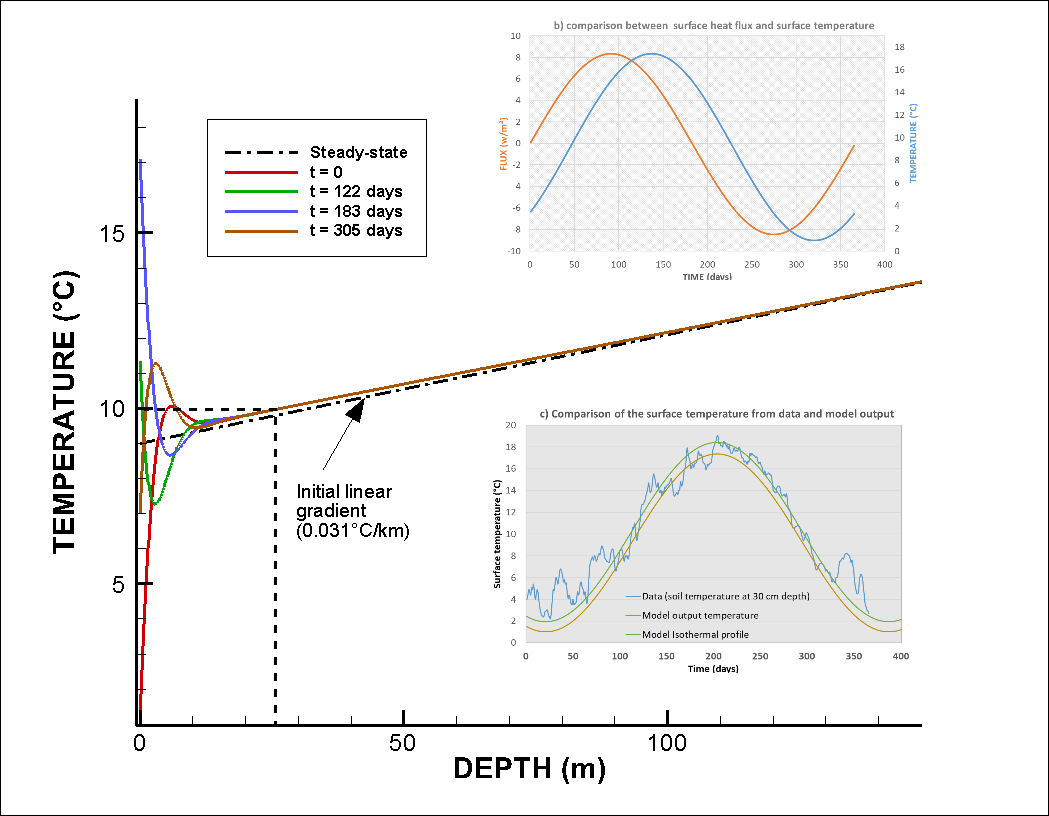 b) comparison between surface heat flux and surface temperature
10
8
6
4
2
0
-2
-4
-6
-8
-10
FLUX (w/m²)
18
16
14
12
10
8
6
4
2
0
TEMPERATURE (°C)
0 50 100 150 200 250 300 350 400
TIME (days)
Steady-state
t = 0
t = 122 days
t = 183 days
t = 305 days
15
10
5
TEMPERATURE (°C)
Initial linear
gradient
(0.031°C/km)
c) Comparison of the surface temperature from data and model output
20
18
16
14
12
10
8
6
4
2
0
Surface temperature (°C)
Data (soil temperature at 30 cm depth)
Model output temperature
Model Isothermal profile
0 50 100 150 200 250 300 350 400
Time (days)
0 50 100
DEPTH (m)